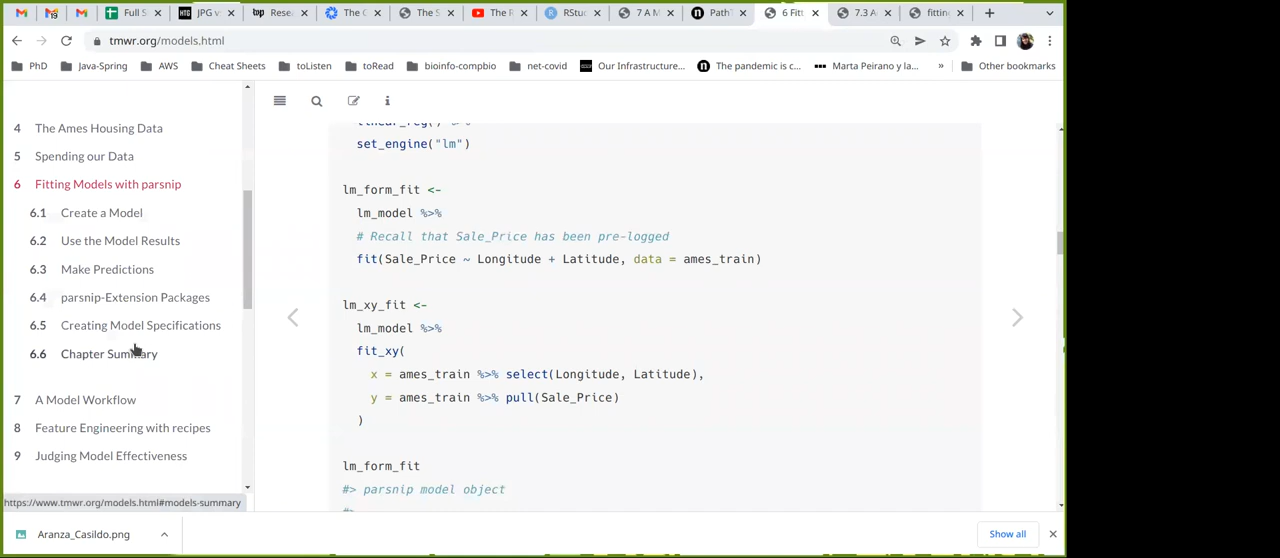 Full S
JPG v
Resea
The C
The S
The R
RStud
7 A M
PathT
6 Fitt
7.3 A
fitting
tmwr.org/models.html
PhD
Java-Spring
AWS
Cheat Sheets
toListen
toRead
bioinfo-compbio
net-covid
Our Infrastructure...
The pandemic is c...
Marta Peirano y la...
»
Other bookmarks
4 The Ames Housing Data
5 Spending our Data
6 Fitting Models with parsnip
6.1 Create a Model
6.2 Use the Model Results
6.3 Make Predictions
6.4 parsnip-Extension Packages
6.5 Creating Model Specifications
6.6 Chapter Summary
7 A Model Workflow
8 Feature Engineering with recipes
9 Judging Model Effectiveness
linear_reg() %>%
set_engine("lm")
lm_form_fit <-
lm_model %>%
# Recall that Sale_Price has been pre-logged
fit(Sale_Price ~ Longitude + Latitude, data = ames_train)
lm_xy_fit <-
lm_model %>%
fit_xy(
x = ames_train %>% select(Longitude, Latitude),
y = ames_train %>% pull(Sale_Price)
)
lm_form_fit
#> parsnip model object
#>
https://www.tmwr.org/models.html#models-summary
Aranza_Casildo.png
Show all